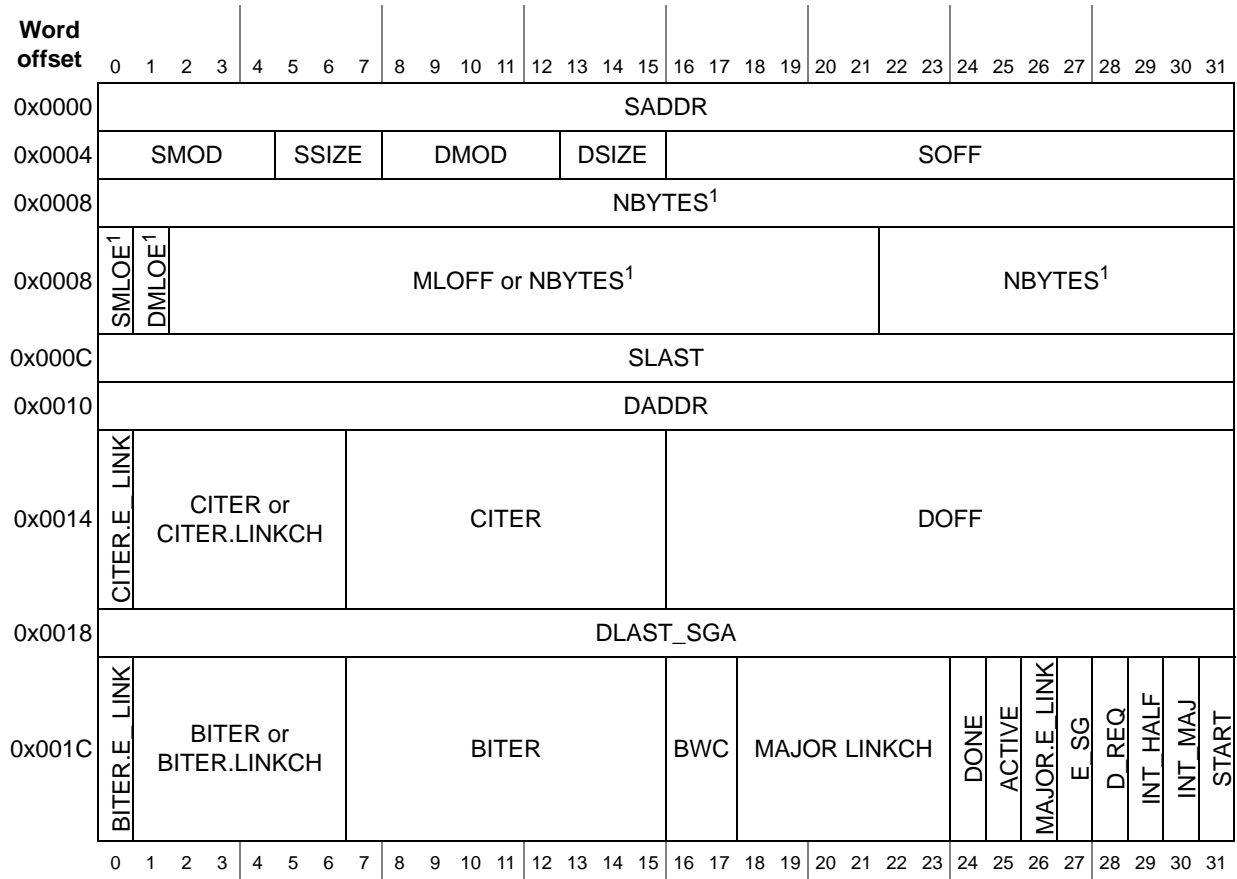 Word
offset 0 1 2 3 4 5 6 7 8 9 10 11 12 13 14 15 16 17 18 19 20 21 22 23 24 25 26 27 28 29 30 31
0x0000 SADDR
0x0004 SMOD SSIZE DMOD DSIZE SOFF
0x0008 NBYTES1
0x0008 SMLOE1 DMLOE1 MLOFF or NBYTES1 NBYTES1
0x000C SLAST
0x0010 DADDR
0x0014 CITER.E_LINK CITER or
CITER.LINKCH CITER DOFF
0x0018 DLAST_SGA
0x001C BITER.E_LINK BITER or
BITER.LINKCH BITER BWC MAJOR LINKCH DONE ACTIVE MAJOR.E_LINK E_SG D_REQ INT_HALF INT_MAJ START
0 1 2 3 4 5 6 7 8 9 10 11 12 13 14 15 16 17 18 19 20 21 22 23 24 25 26 27 28 29 30 31